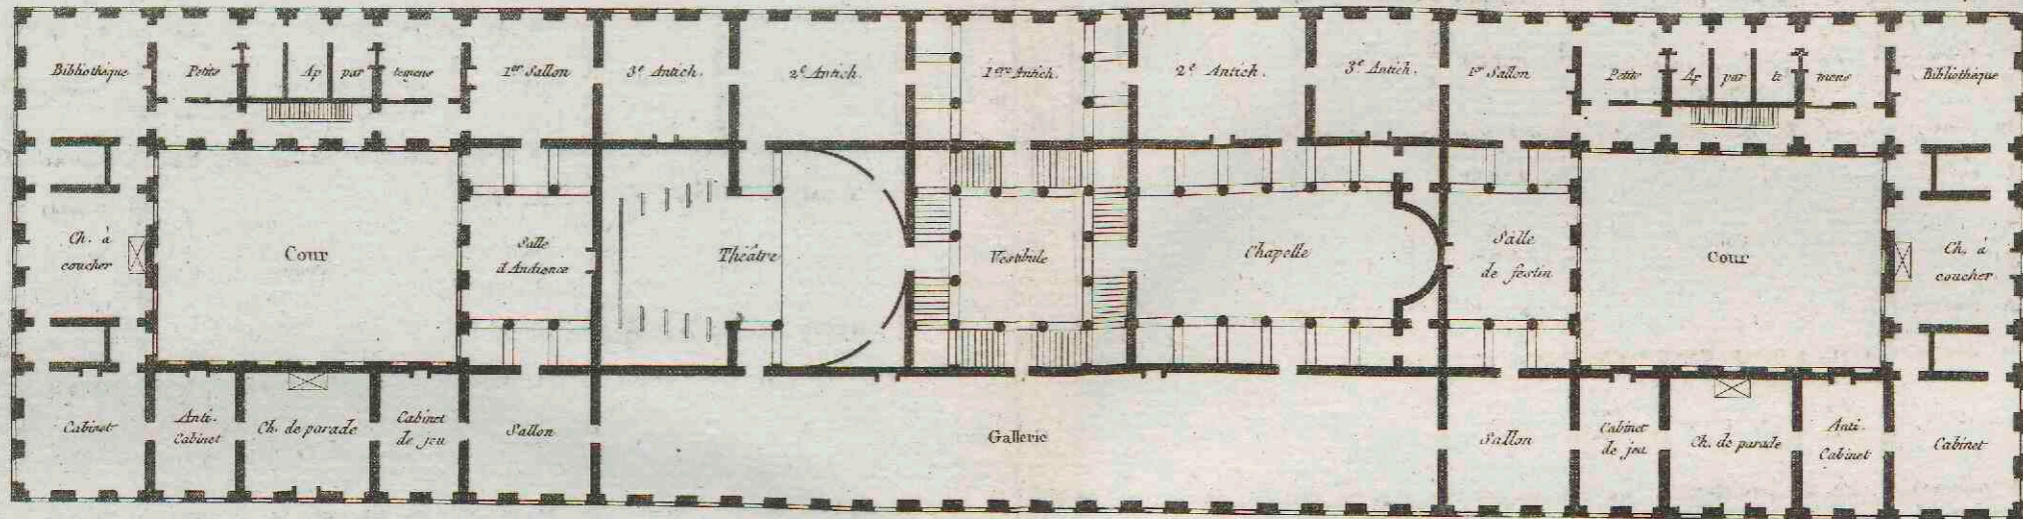 Bibliothéque
Petits
Ap
par
temens
1er Sallon
3e Antich.
2e Antich.
1ere Antich.
2e Antich.
3e Antich.
1er Sallon
Petits
Ap
par
te
mens
Bibliothéque
Ch. à
coucher
Cour
Salle
d'Audience
Théâtre
Vestibule
Chapelle
Salle
de festin
Cour
Ch. à
coucher
Cabinet
Anti-
Cabinet
Ch. de parade
Cabinet
de jeu
Sallon
Gallerie
Sallon
Cabinet
de jeu
Ch. de parade
Anti-
Cabinet
Cabinet